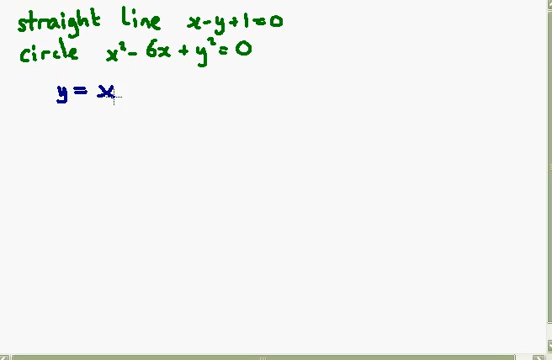 straight line x-y+1=0
circle x²-6x+y²=0
y=x